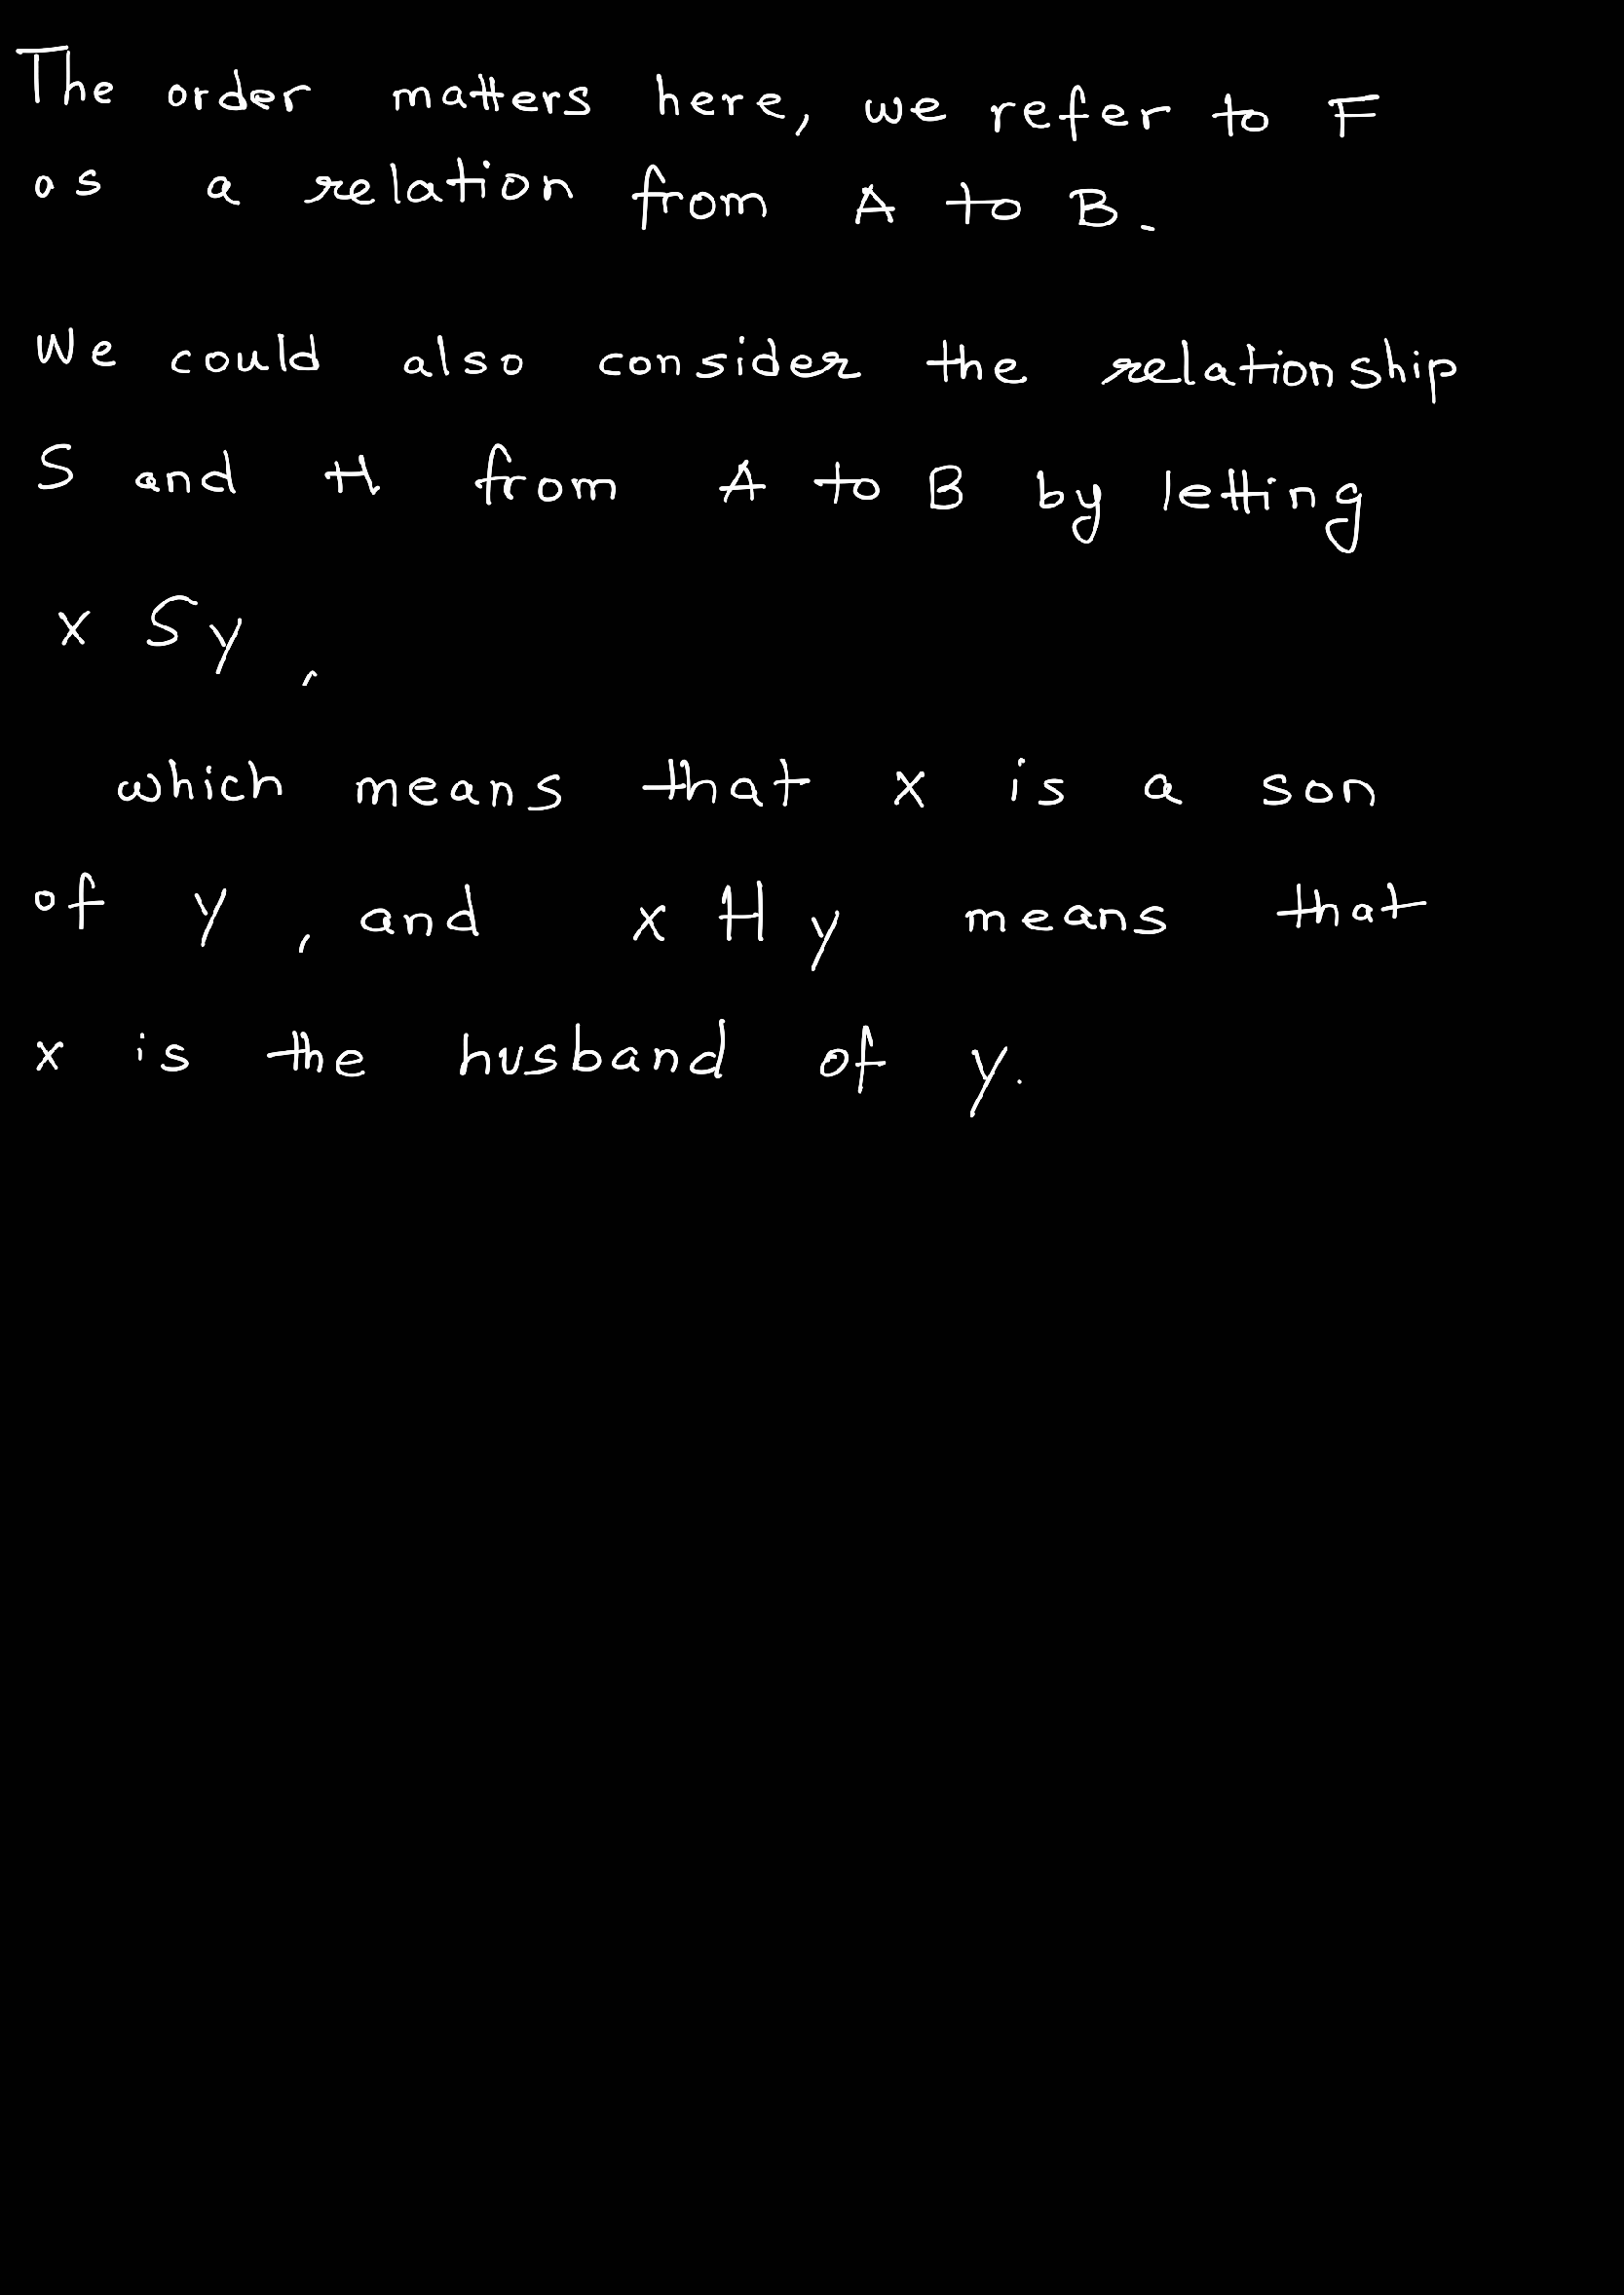 The order matters here, we refer to F
as a relation from A to B.
We could also consider the relationship
S and H from A to B by letting
x S y,
which means that x is a son
of y, and x H y means that
x is the husband of y.